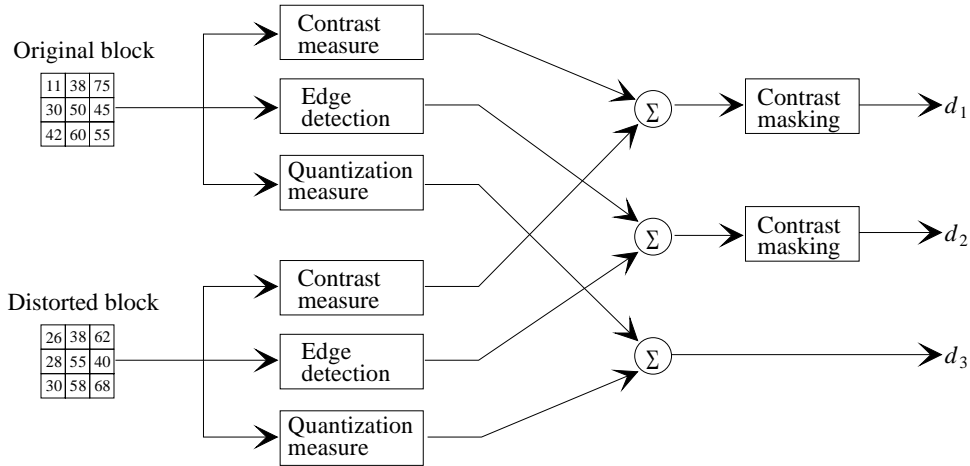 Original block
11 38 75
30 50 45
42 60 55
Contrast
measure
Edge
detection
Quantization
measure
Distorted block
26 38 62
28 55 40
30 58 68
Contrast
measure
Edge
detection
Quantization
measure
Σ
Contrast
masking
d1
Σ
Contrast
masking
d2
Σ
d3